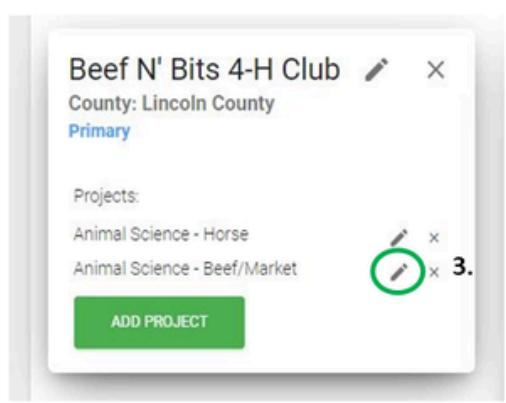 Beef N' Bits 4-H Club
County: Lincoln County
Primary
Projects:
Animal Science - Horse
Animal Science - Beef/Market 3.
ADD PROJECT